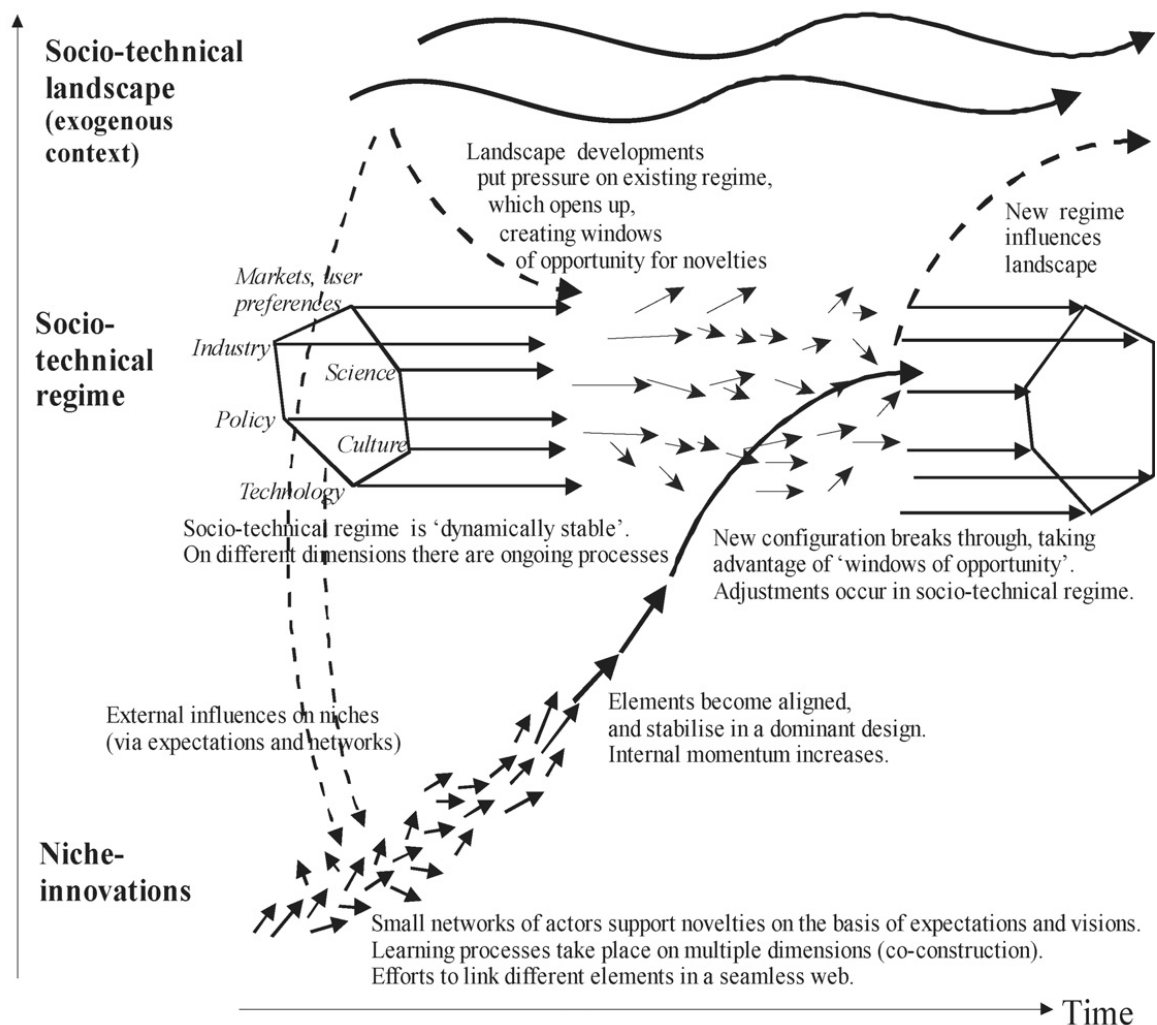 Socio-technical
landscape
(exogenous
context)
Landscape developments
put pressure on existing regime,
which opens up,
creating windows
of opportunity for novelties
New regime
influences
landscape
Markets, user
preferences
Socio-
technical
regime
Industry
Science
Policy
Culture
Technology
Socio-technical regime is ‘dynamically stable’.
On different dimensions there are ongoing processes
New configuration breaks through, taking
advantage of ‘windows of opportunity’.
Adjustments occur in socio-technical regime.
External influences on niches
(via expectations and networks)
Elements become aligned,
and stabilise in a dominant design.
Internal momentum increases.
Niche-
innovations
Small networks of actors support novelties on the basis of expectations and visions.
Learning processes take place on multiple dimensions (co-construction).
Efforts to link different elements in a seamless web.
Time